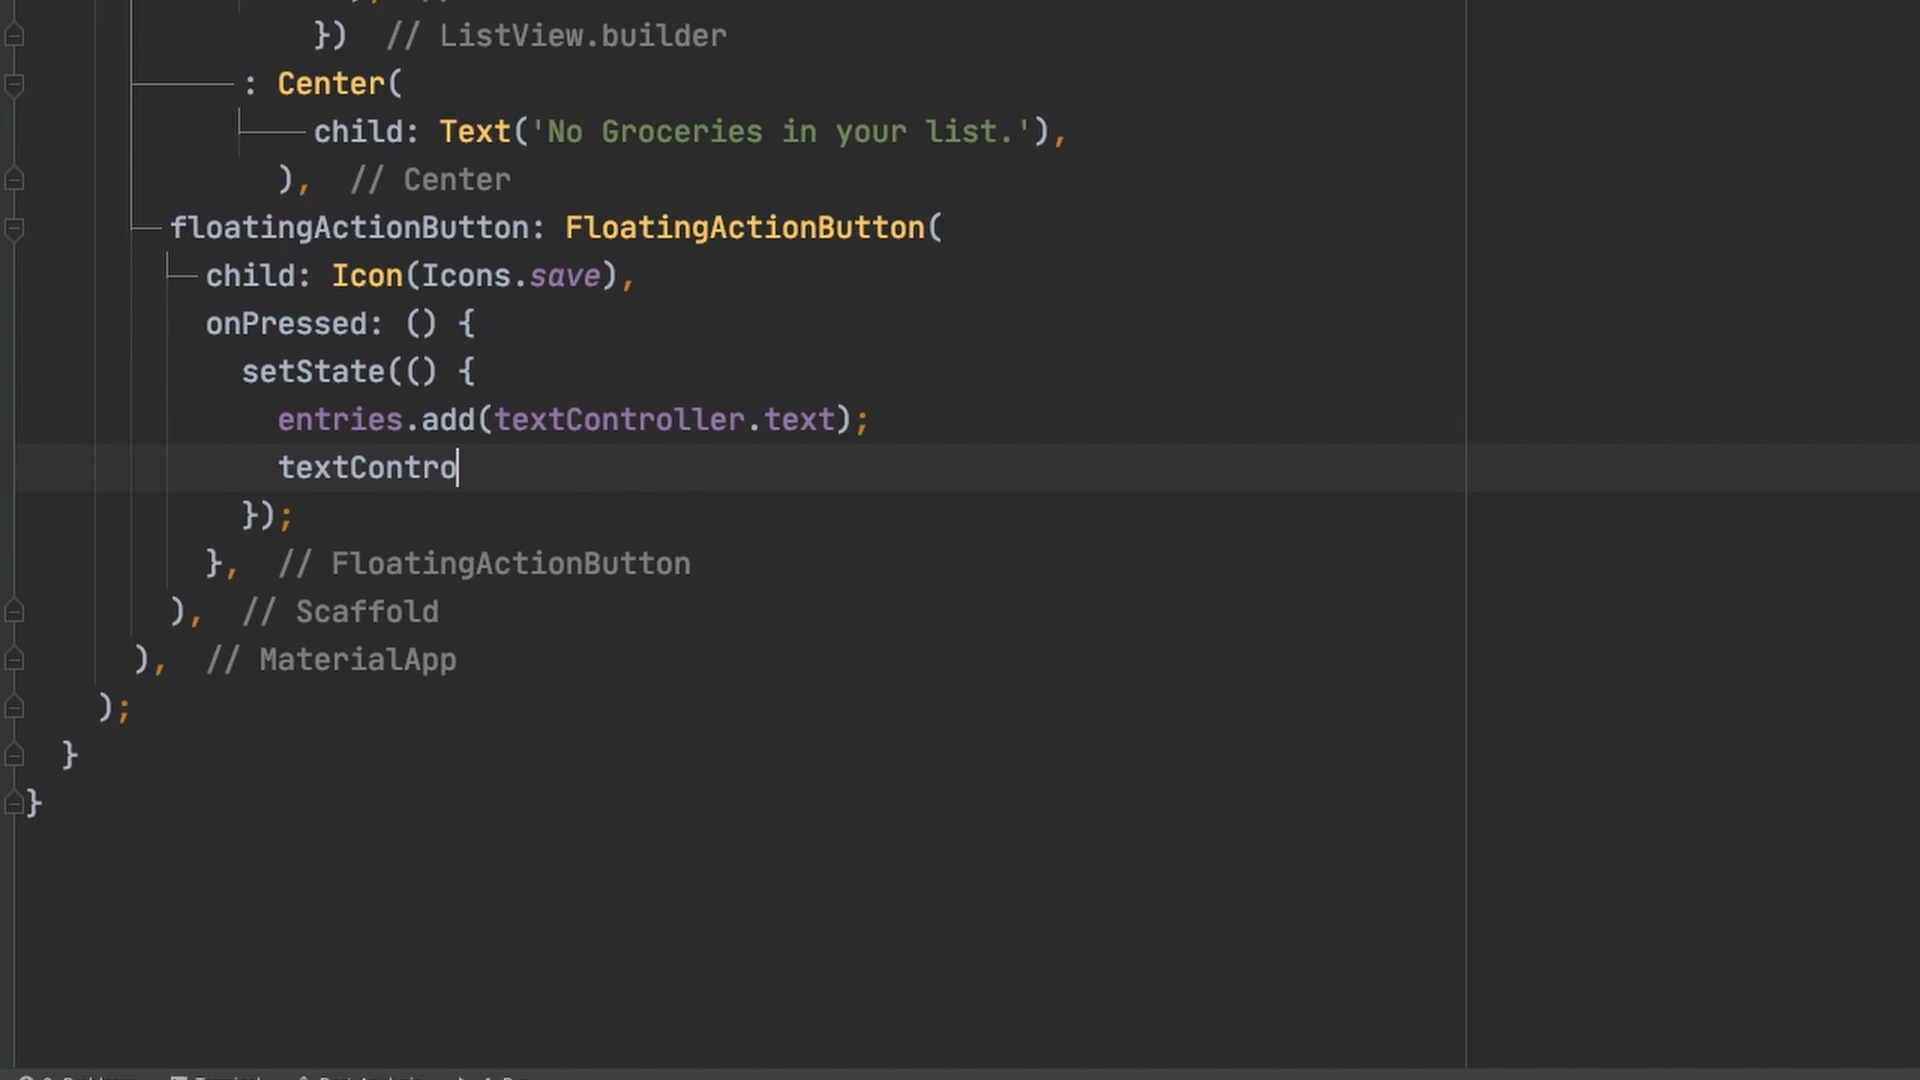 }) // ListView.builder
: Center(
child: Text('No Groceries in your list.'),
), // Center
floatingActionButton: FloatingActionButton(
child: Icon(Icons.save),
onPressed: () {
setState(() {
entries.add(textController.text);
textContro
});
}, // FloatingActionButton
), // Scaffold
), // MaterialApp
);
}
}